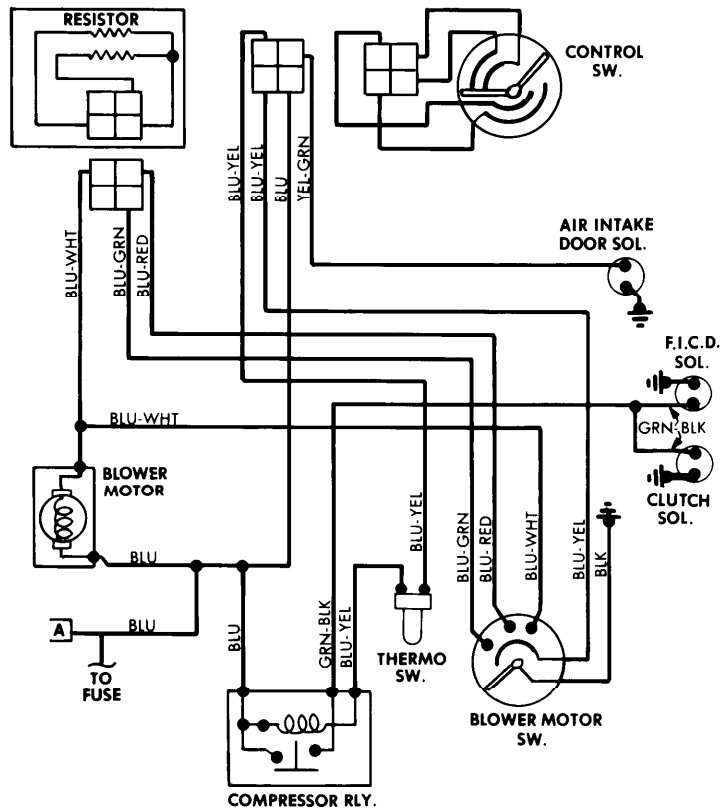 RESISTOR
CONTROL
SW.
BLU-YEL
BLU-YEL
BLU
YEL-GRN
BLU-WHT
BLU-GRN
BLU-RED
AIR INTAKE
DOOR SOL.
F.I.C.D.
SOL.
GRN-BLK
CLUTCH
SOL.
BLU-WHT
BLOWER
MOTOR
BLU-YEL
BLU-GRN
BLU-RED
BLU-WHT
BLU-YEL
BLK
BLU
A
BLU
TO
FUSE
BLU
GRN-BLK
BLU-YEL
THERMO
SW.
BLOWER MOTOR
SW.
COMPRESSOR RLY.